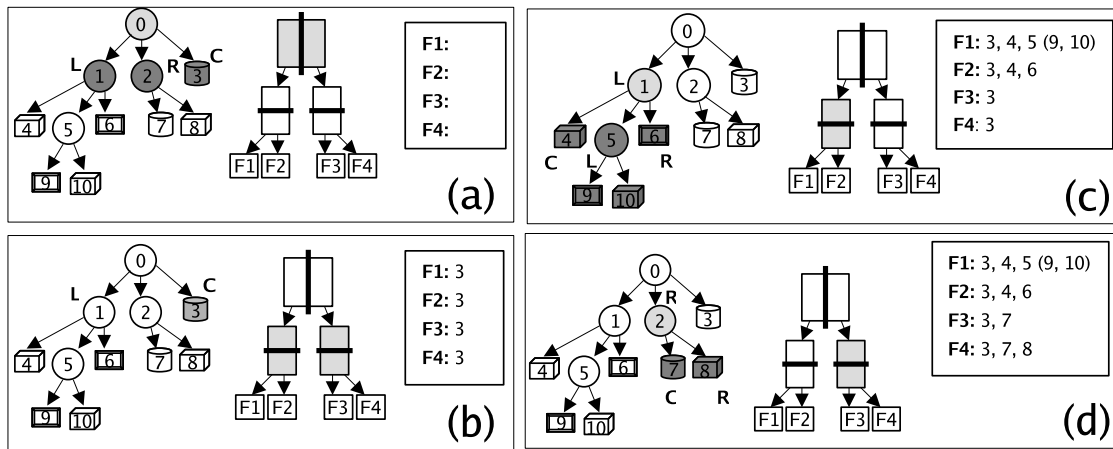 0
C
L
1
2
R
3
4
5
6
7
8
9
10
F1 F2 F3 F4
F1:
F2:
F3:
F4:
(a)
0
L
1
2
3
4
C
5
6
R
7
8
L
9
10
F1 F2 F3 F4
F1: 3, 4, 5 (9, 10)
F2: 3, 4, 6
F3: 3
F4: 3
(c)
0
C
L
1
2
3
4
5
6
7
8
9
10
F1 F2 F3 F4
F1: 3
F2: 3
F3: 3
F4: 3
(b)
0
R
1
2
3
4
5
6
7
8
C
R
9
10
F1 F2 F3 F4
F1: 3, 4, 5 (9, 10)
F2: 3, 4, 6
F3: 3, 7
F4: 3, 7, 8
(d)